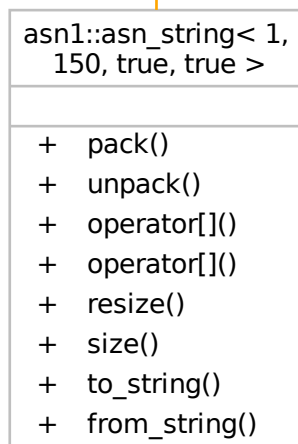 asn1::asn_string< 1,
150, true, true >
+ pack()
+ unpack()
+ operator[]()
+ operator[]()
+ resize()
+ size()
+ to_string()
+ from_string()